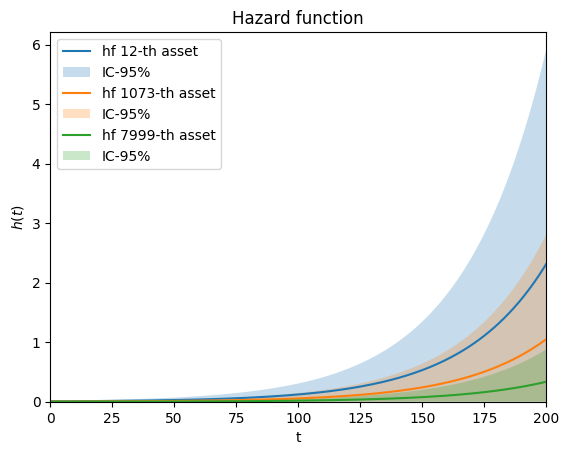 Hazard function
hf 12-th asset
IC-95%
hf 1073-th asset
IC-95%
hf 7999-th asset
IC-95%
h(t)
6
5
4
3
2
1
0
0 25 50 75 100 125 150 175 200
t